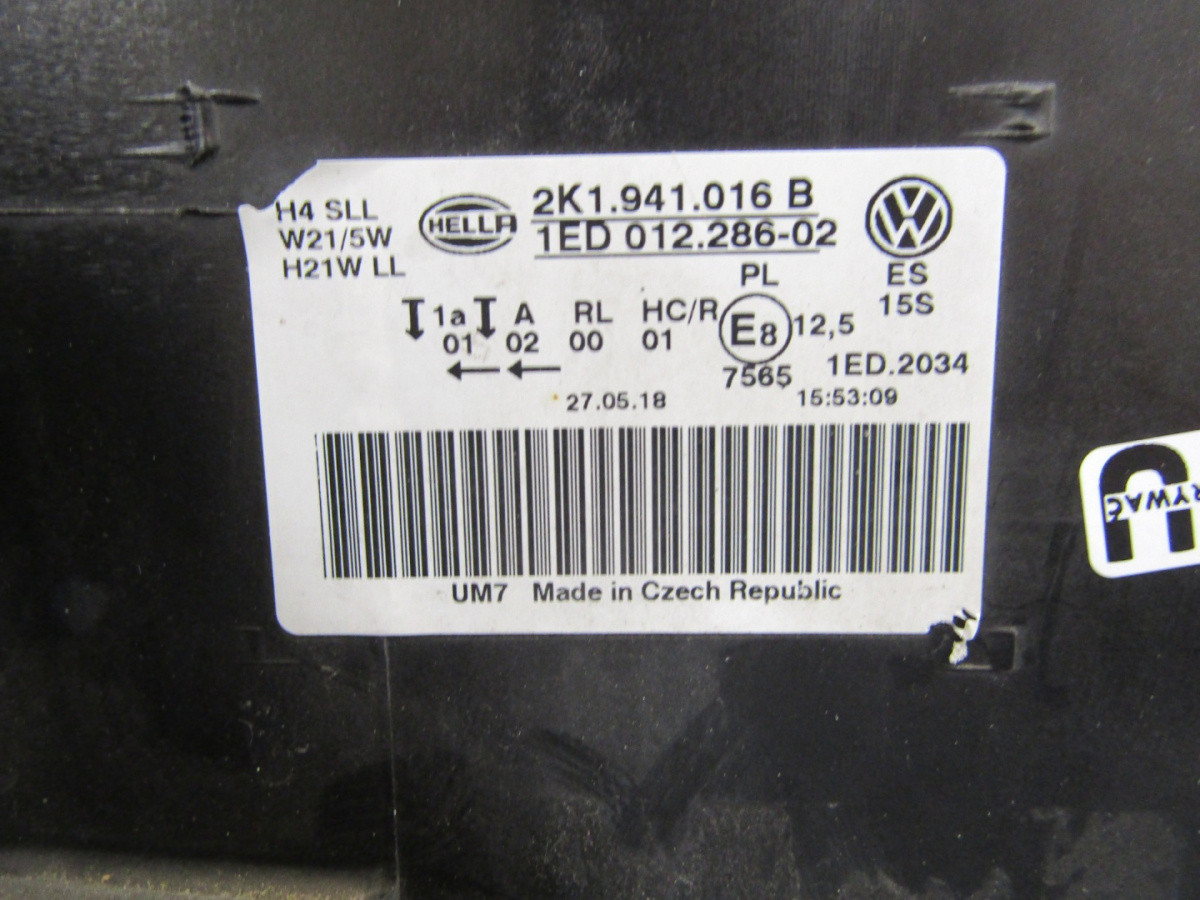 H4 SLL
W21/5W
H21W LL
HELLA
2K1.941.016 B
1ED 012.286-02
PL
ES
15S
1a A RL HC/R
01 02 00 01
E8
12,5
7565
1ED.2034
27.05.18 15:53:09
UM7 Made in Czech Republic